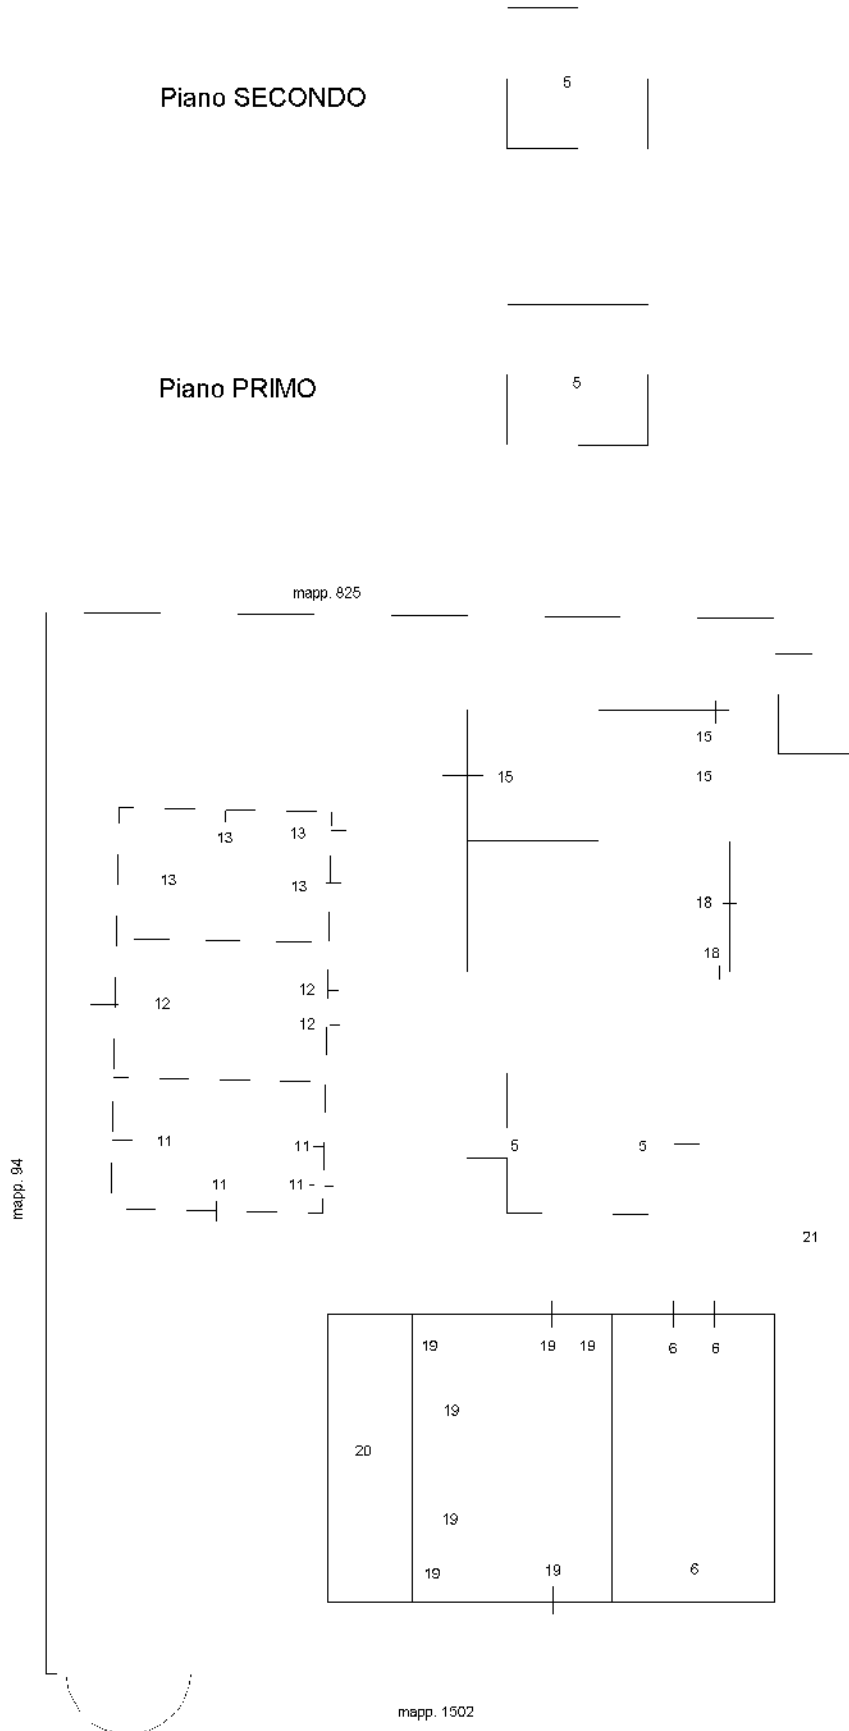 5
Piano SECONDO
5
Piano PRIMO
mapp. 825
15
15 15
13 13
13 13
18
18
12 12
12
11 11 5 5
11 11
mapp. 94
21
19 19 19 6 6
19
20
19
19 19 6
mapp. 1502